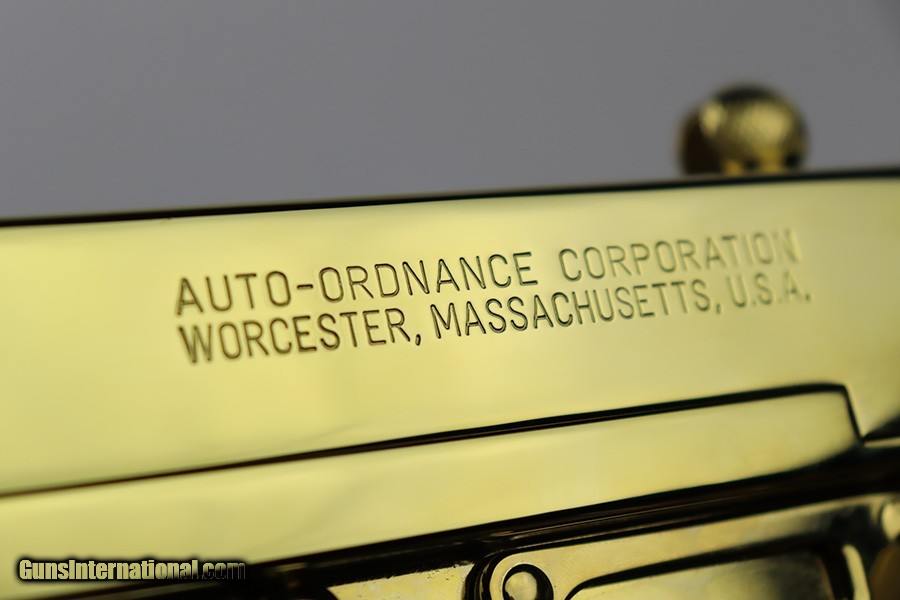 AUTO-ORDNANCE CORPORATION
WORCESTER, MASSACHUSETTS, U.S.A.
GunsInternational.com